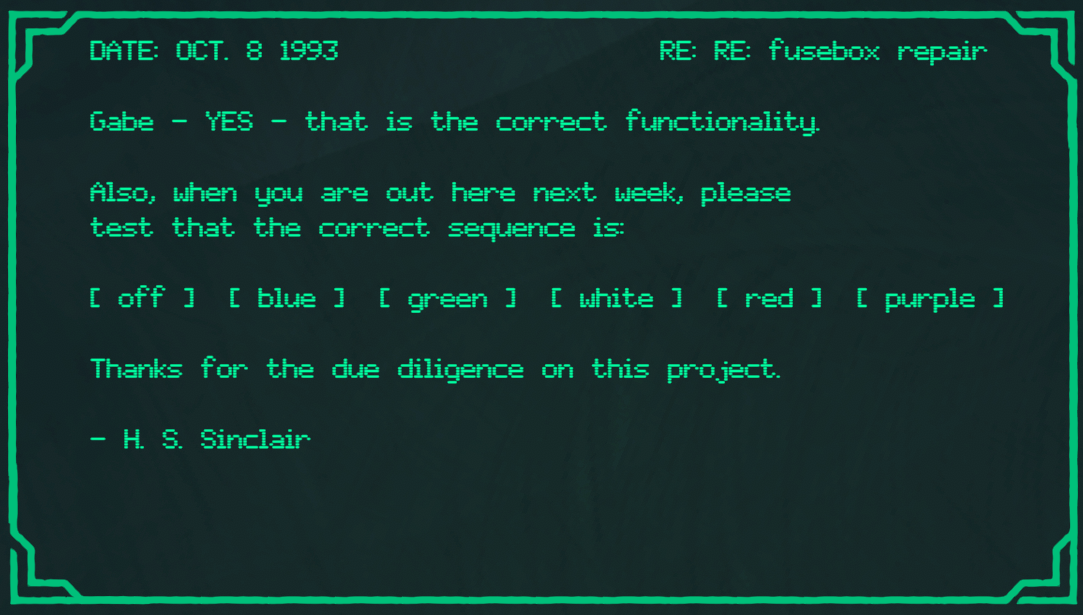 DATE: OCT. 8 1993 RE: RE: fusebox repair
Gabe - YES - that is the correct functionality.
Also, when you are out here next week, please
test that the correct sequence is:
[ off ] [ blue ] [ green ] [ white ] [ red ] [ purple ]
Thanks for the due diligence on this project.
- H. S. Sinclair